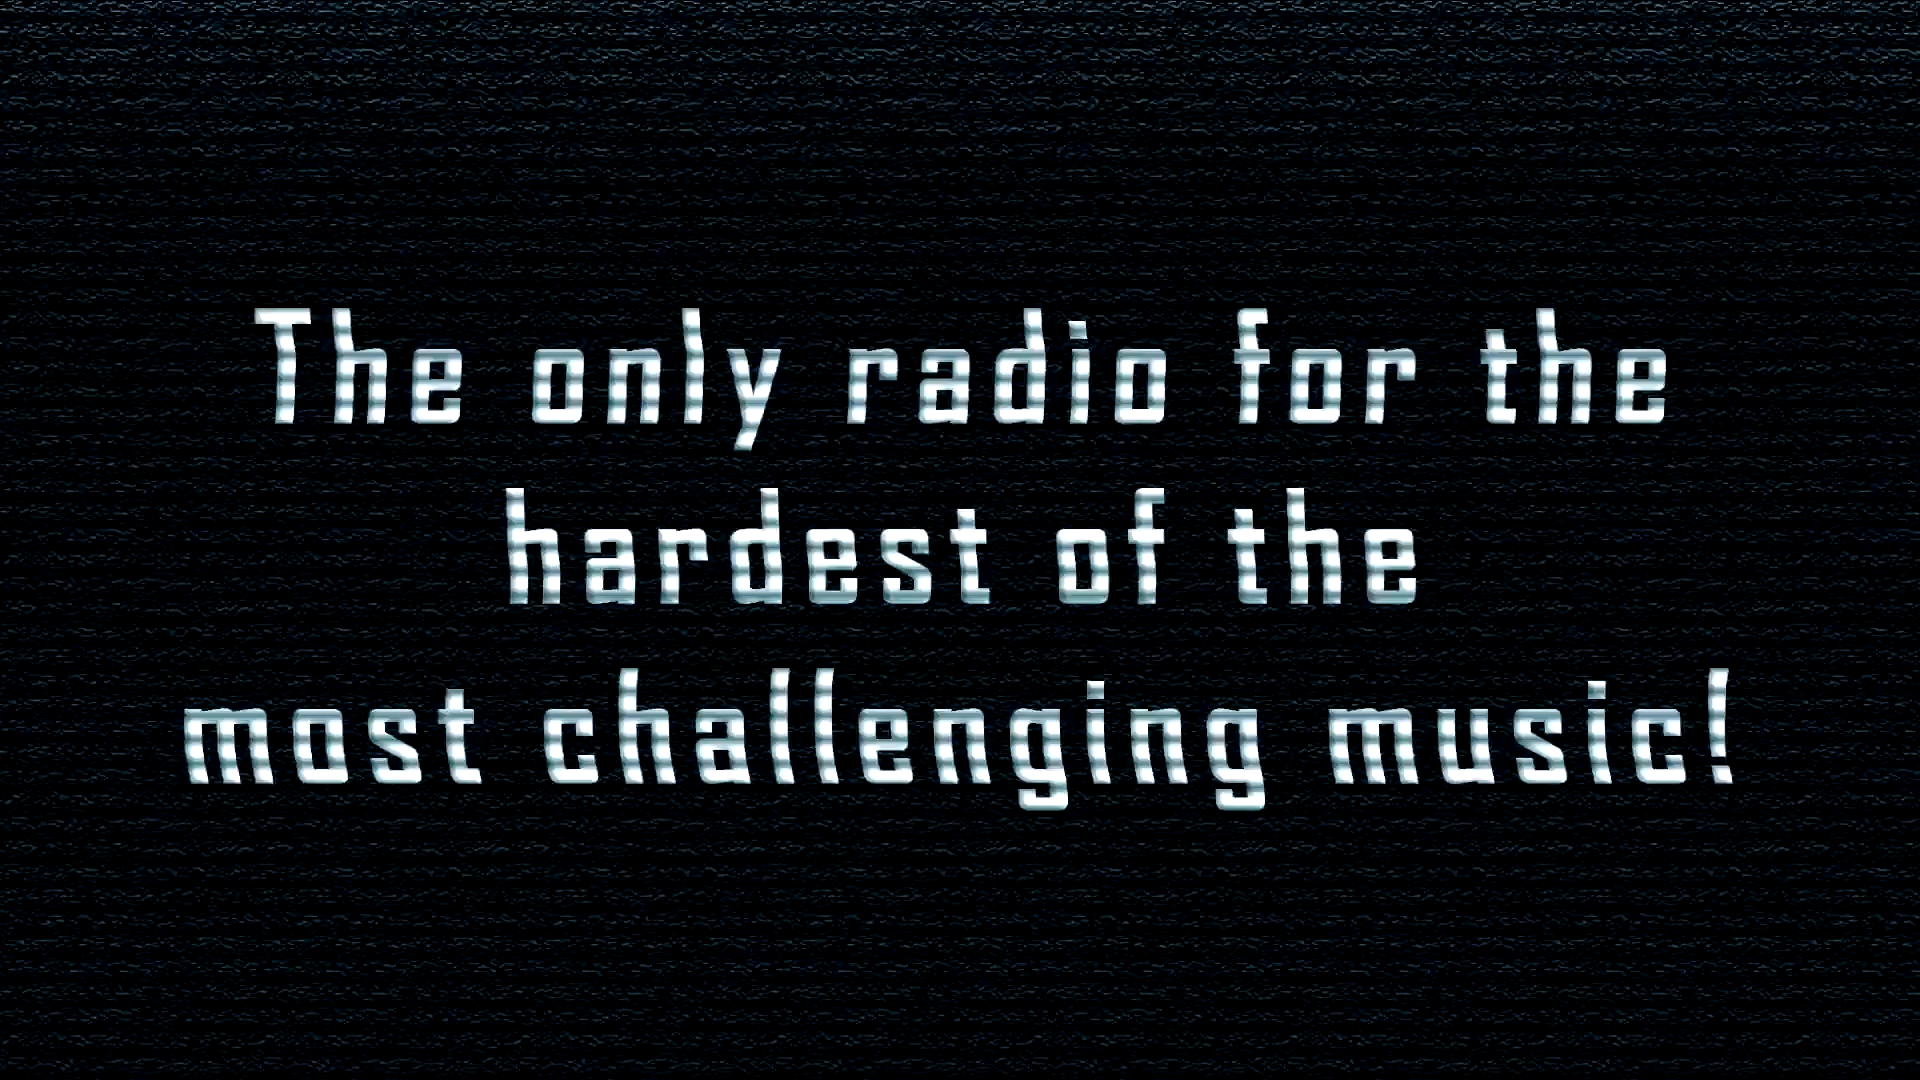 The only radio for the
hardest of the
most challenging music!